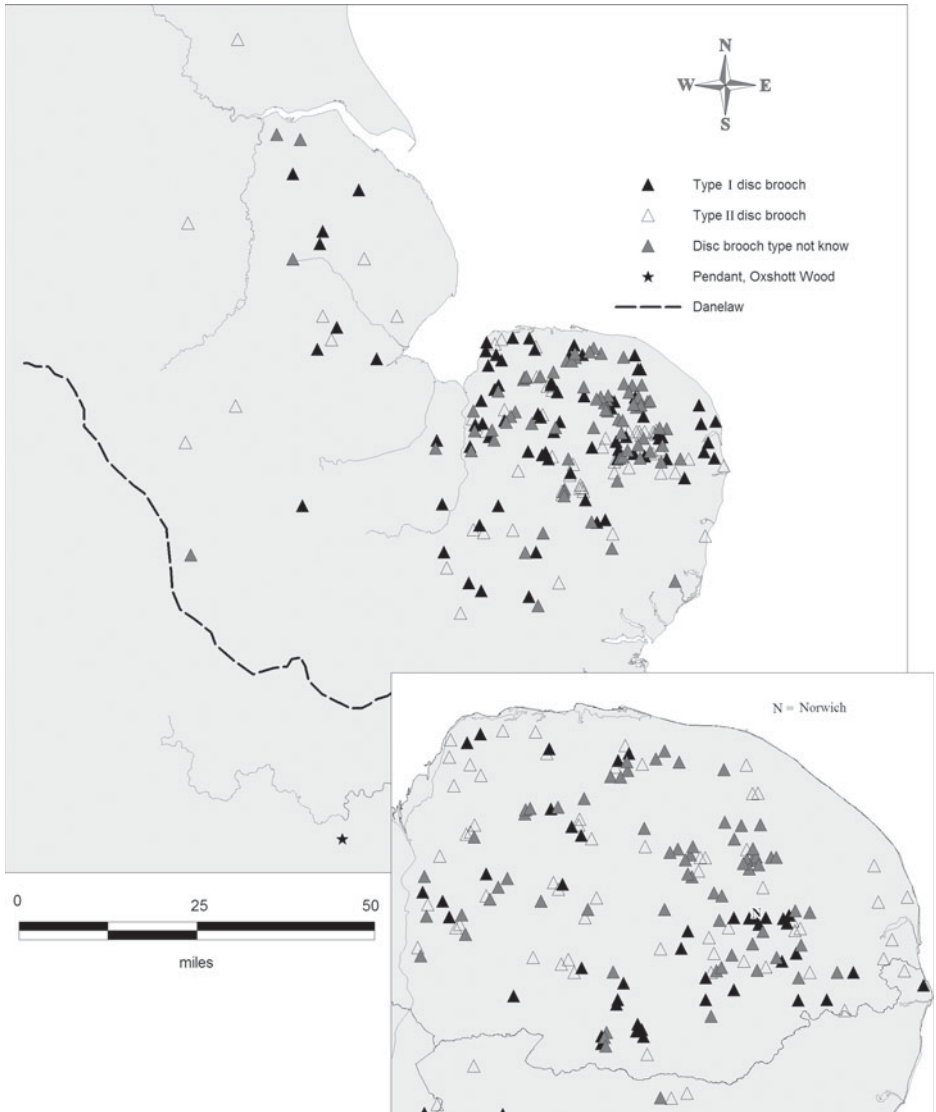 N
W E
S
Type I disc brooch
Type II disc brooch
Disc brooch type not know
Pendant, Oxshott Wood
Danelaw
N = Norwich
N
0 25 50
miles